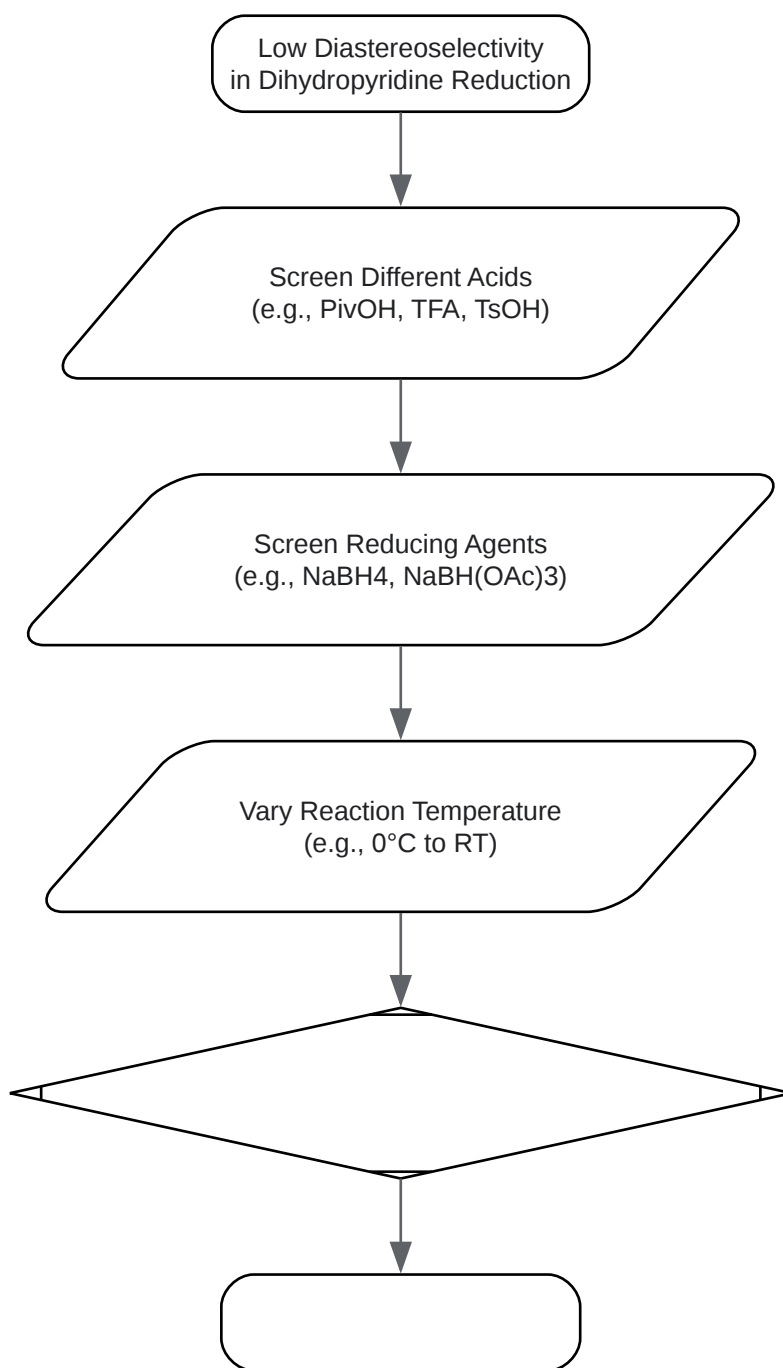 Low Diastereoselectivity
in Dihydropyridine Reduction
Screen Different Acids
(e.g., PivOH, TFA, TsOH)
Screen Reducing Agents
(e.g., NaBH4, NaBH(OAc)3)
Vary Reaction Temperature
(e.g., 0°C to RT)